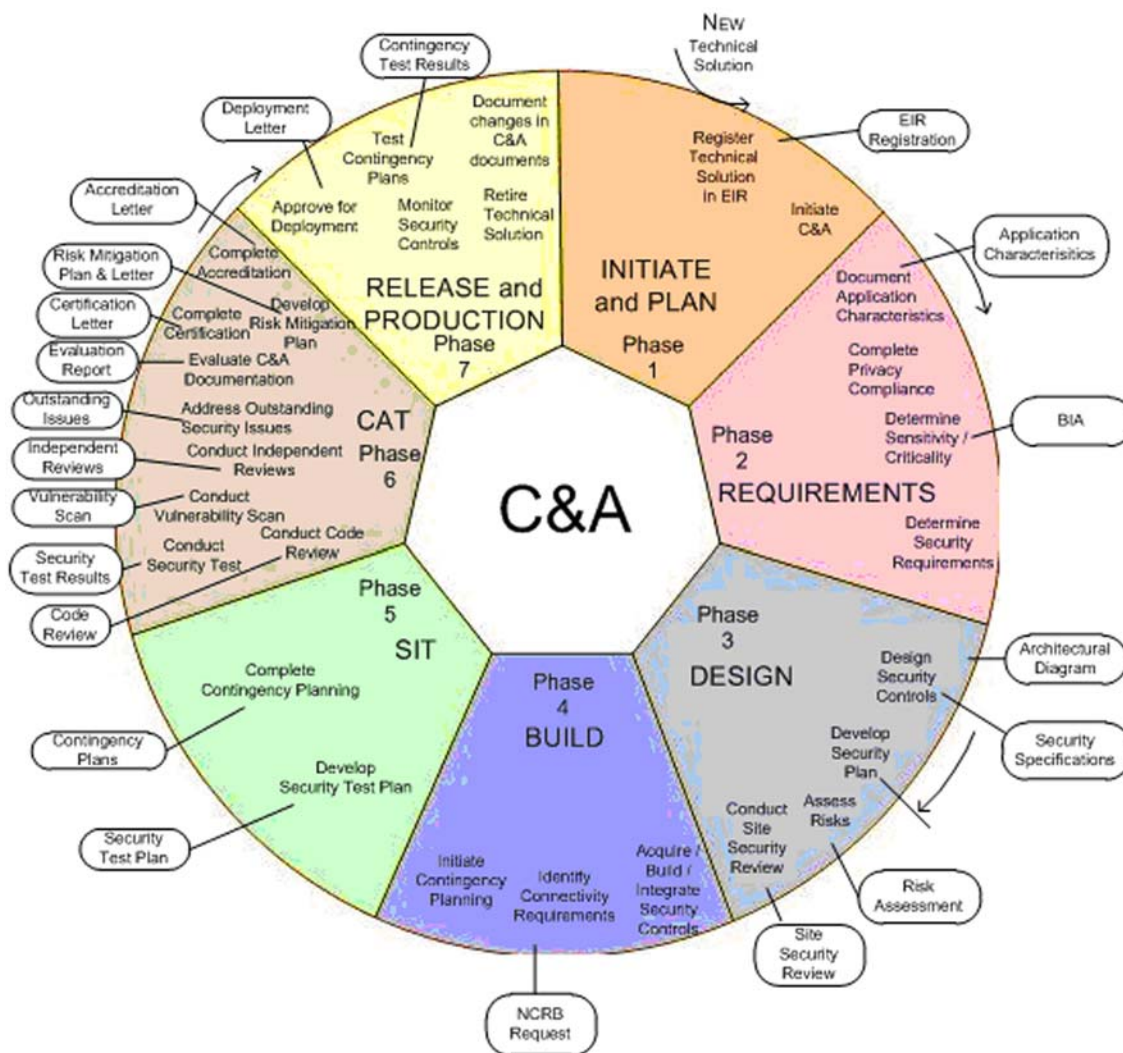 NEW
Technical
Solution
Contingency
Test Results
Deployment
Letter
Accreditation
Letter
Risk Mitigation
Plan & Letter
Certification
Letter
Evaluation
Report
Outstanding
Issues
Independent
Reviews
Vulnerability
Scan
Security
Test Results
Code
Review
Contingency
Plans
Security
Test Plan
NCRB
Request
Site
Security
Review
Risk
Assessment
Security
Specifications
Architectural
Diagram
BIA
Application
Characterisitics
EIR
Registration
C&A
INITIATE
and PLAN
Phase
1
Register
Technical
Solution
in EIR
Initiate
C&A
Phase
2
REQUIREMENTS
Document
Application
Characteristics
Complete
Privacy
Compliance
Determine
Sensitivity /
Criticality
Determine
Security
Requirements
Phase
3
DESIGN
Design
Security
Controls
Develop
Security
Plan
Assess
Risks
Conduct
Site
Security
Review
Phase
4
BUILD
Initiate
Contingency
Planning
Identify
Connectivity
Requirements
Acquire /
Build /
Integrate
Security
Controls
Phase
5
SIT
Complete
Contingency Planning
Develop
Security Test Plan
CAT
Phase
6
Complete
Accreditation
Develop
Risk Mitigation
Plan
Complete
Certification
Evaluate C&A
Documentation
Address Outstanding
Security Issues
Conduct Independent
Reviews
Conduct
Vulnerability Scan
Conduct Code
Review
Conduct
Security Test
RELEASE and
PRODUCTION
Phase
7
Approve for
Deployment
Test
Contingency
Plans
Monitor
Security
Controls
Document
changes in
C&A
documents
Retire
Technical
Solution